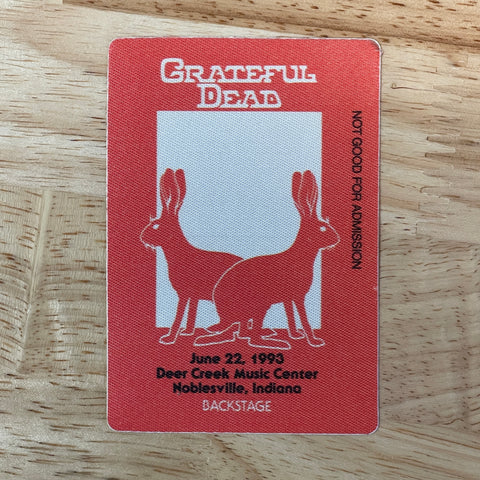 GRATEFUL
DEAD
NOT GOOD FOR ADMISSION
June 22, 1993
Deer Creek Music Center
Noblesville, Indiana
BACKSTAGE